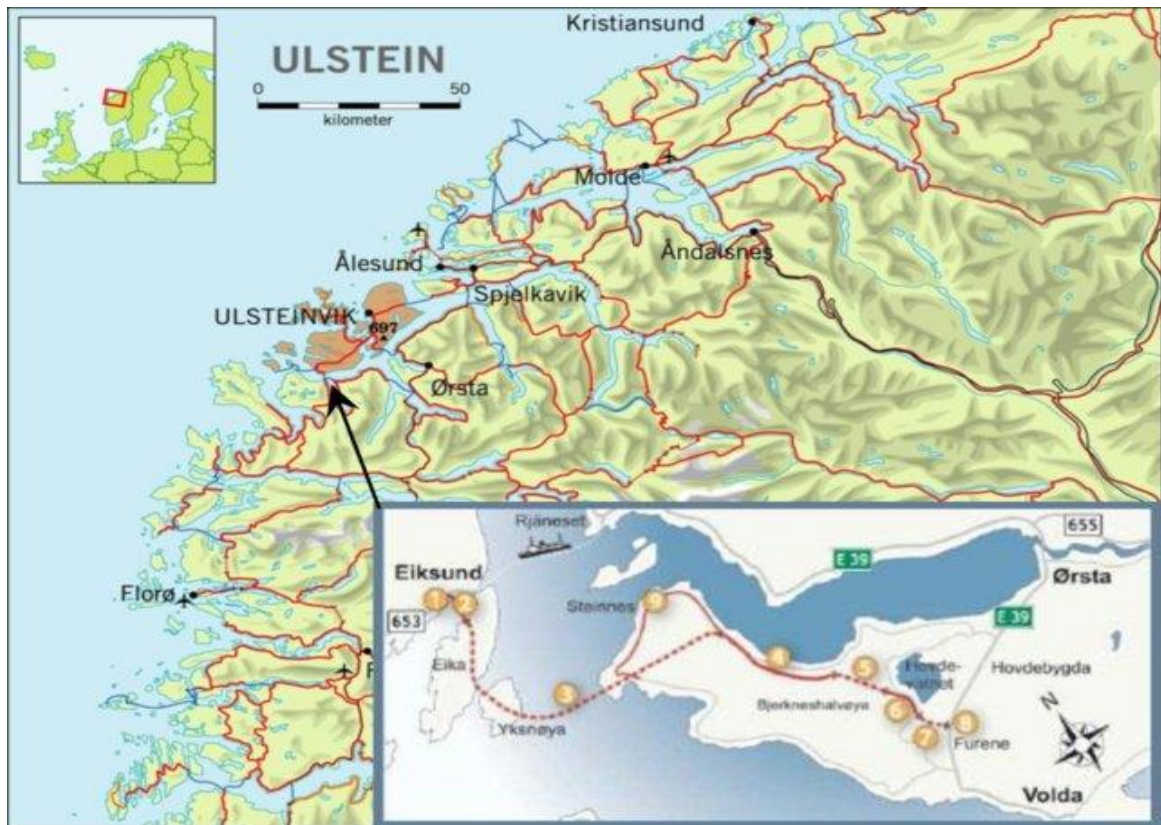 Kristiansund
ULSTEIN
0
50
kilometer
Molde
Åndalsnes
Ålesund
Spjelkavik
ULSTEINVIK
697
Ørsta
Florø
Rjåneset
655
E 39
Eiksund
Ørsta
1
2
Steinnes
9
653
E 39
Eika
4
5
Hovdebygda
3
Bjerkneshalvøya
6
8
N
Yksnøya
7
Furene
Volda